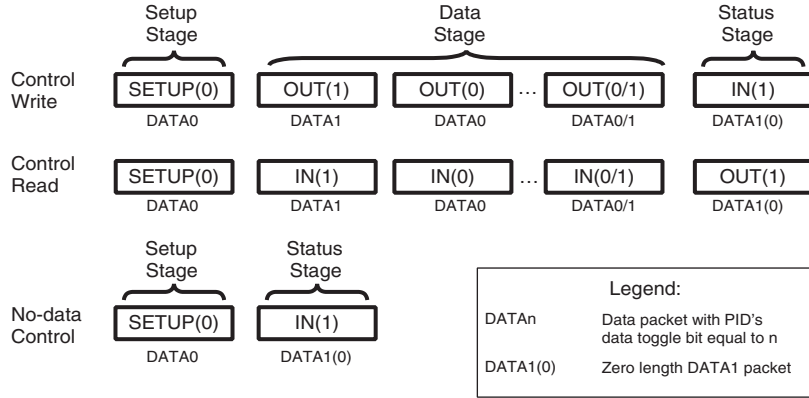 Setup Stage
Data Stage
Status Stage
Control Write
SETUP(0)
OUT(1)
OUT(0)
...
OUT(0/1)
IN(1)
DATA0
DATA1
DATA0
DATA0/1
DATA1(0)
Control Read
SETUP(0)
IN(1)
IN(0)
...
IN(0/1)
OUT(1)
DATA0
DATA1
DATA0
DATA0/1
DATA1(0)
Setup Stage
Status Stage
No-data Control
SETUP(0)
IN(1)
DATA0
DATA1(0)
Legend:
DATAn Data packet with PID's
data toggle bit equal to n
DATA1(0) Zero length DATA1 packet